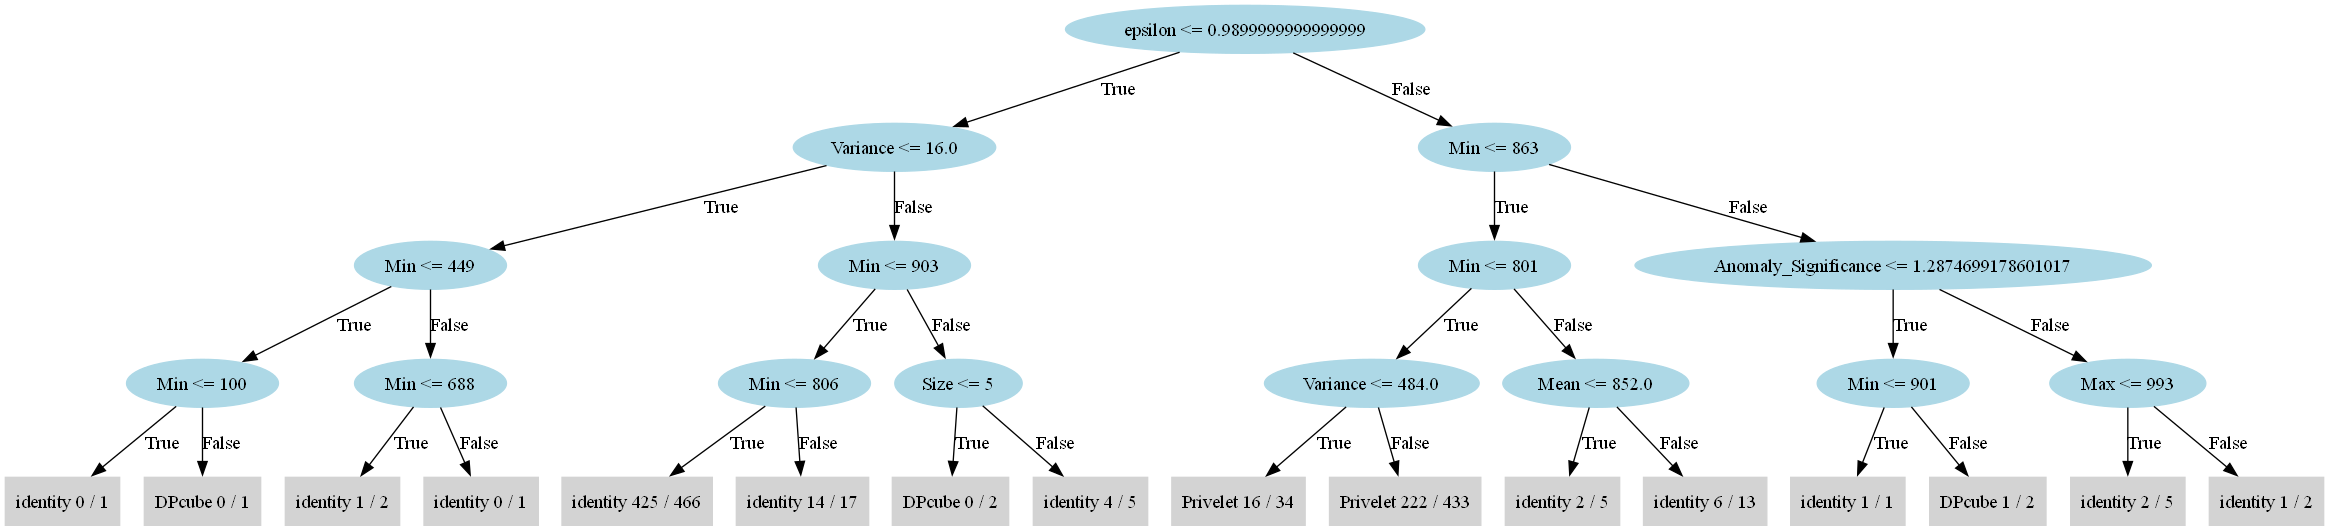 epsilon <= 0.9899999999999999
True
False
Variance <= 16.0
Min <= 863
True
False
True
False
Min <= 449
Min <= 903
Min <= 801
Anomaly_Significance <= 1.2874699178601017
True
False
True
False
True
False
True
False
Min <= 100
Min <= 688
Min <= 806
Size <= 5
Variance <= 484.0
Mean <= 852.0
Min <= 901
Max <= 993
True
False
True
False
True
False
True
False
True
False
True
False
True
False
True
False
identity 0 / 1
DPcube 0 / 1
identity 1 / 2
identity 0 / 1
identity 425 / 466
identity 14 / 17
DPcube 0 / 2
identity 4 / 5
Privelet 16 / 34
Privelet 222 / 433
identity 2 / 5
identity 6 / 13
identity 1 / 1
DPcube 1 / 2
identity 2 / 5
identity 1 / 2